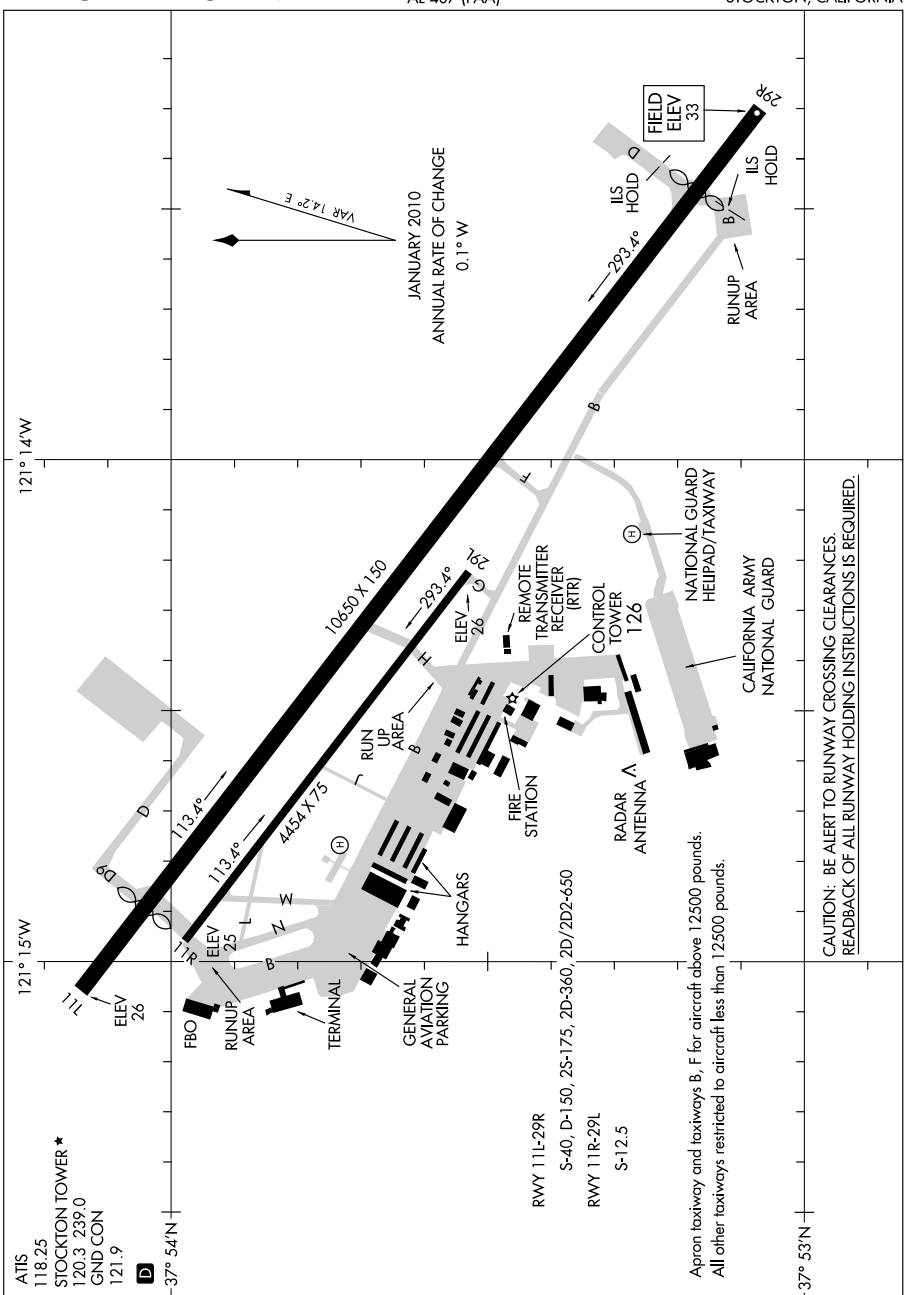 AL-407 (FAA)
STOCKTON, CALIFORNIA
ATIS
118.25
STOCKTON TOWER ★
120.3 239.0
GND CON
121.9
D
121° 15'W
121° 14'W
37° 54'N
37° 53'N
JANUARY 2010
ANNUAL RATE OF CHANGE
0.1° W
VAR 14.2° E
FIELD
ELEV
33
29R
D
ILS
HOLD
ILS
HOLD
B
RUNUP
AREA
293.4°
B
F
10650 X 150
293.4°
29L
G
ELEV
26
H
RUN
UP
AREA
B
J
4454 X 75
113.4°
113.4°
D
D9
11L
ELEV
26
11R
ELEV
25
L
M
N
B
H
FBO
RUNUP
AREA
TERMINAL
GENERAL
AVIATION
PARKING
HANGARS
FIRE
STATION
REMOTE
TRANSMITTER
RECEIVER
(RTR)
CONTROL
TOWER
126
RADAR
ANTENNA
H
NATIONAL GUARD
HELIPAD/TAXIWAY
CALIFORNIA ARMY
NATIONAL GUARD
RWY 11L-29R
S-40, D-150, 2S-175, 2D-360, 2D/2D2-650
RWY 11R-29L
S-12.5
Apron taxiway and taxiways B, F for aircraft above 12500 pounds.
All other taxiways restricted to aircraft less than 12500 pounds.
CAUTION: BE ALERT TO RUNWAY CROSSING CLEARANCES.
READBACK OF ALL RUNWAY HOLDING INSTRUCTIONS IS REQUIRED.